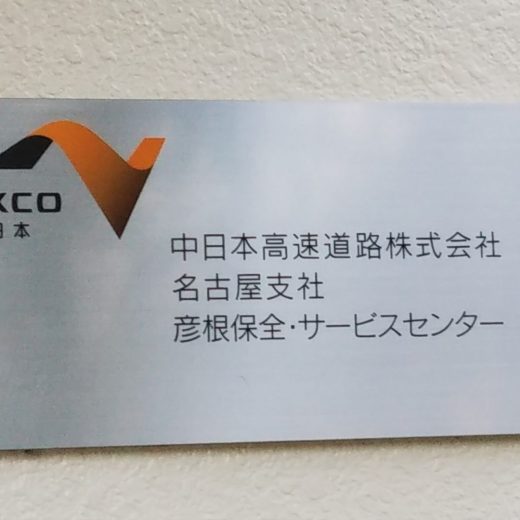 XCO
日本
中日本高速道路株式会社
名古屋支社
彦根保全・サービスセンター